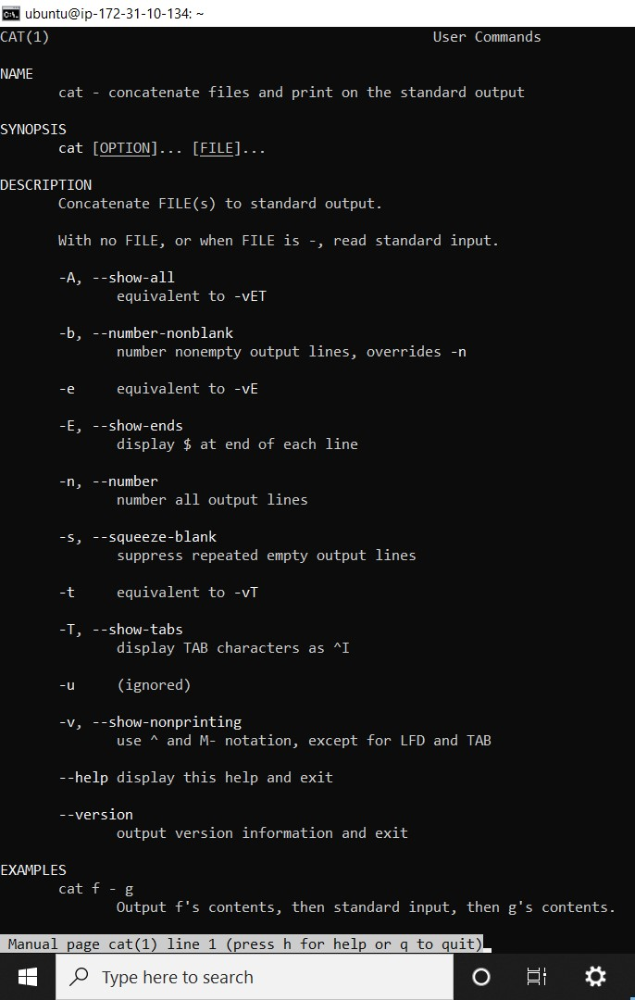 ubuntu@ip-172-31-10-134: ~
CAT(1) User Commands
NAME
cat - concatenate files and print on the standard output
SYNOPSIS
cat [OPTION]... [FILE]...
DESCRIPTION
Concatenate FILE(s) to standard output.
With no FILE, or when FILE is -, read standard input.
-A, --show-all
equivalent to -vET
-b, --number-nonblank
number nonempty output lines, overrides -n
-e equivalent to -vE
-E, --show-ends
display $ at end of each line
-n, --number
number all output lines
-s, --squeeze-blank
suppress repeated empty output lines
-t equivalent to -vT
-T, --show-tabs
display TAB characters as ^I
-u (ignored)
-v, --show-nonprinting
use ^ and M- notation, except for LFD and TAB
--help display this help and exit
--version
output version information and exit
EXAMPLES
cat f - g
Output f's contents, then standard input, then g's contents.
Manual page cat(1) line 1 (press h for help or q to quit)
Type here to search